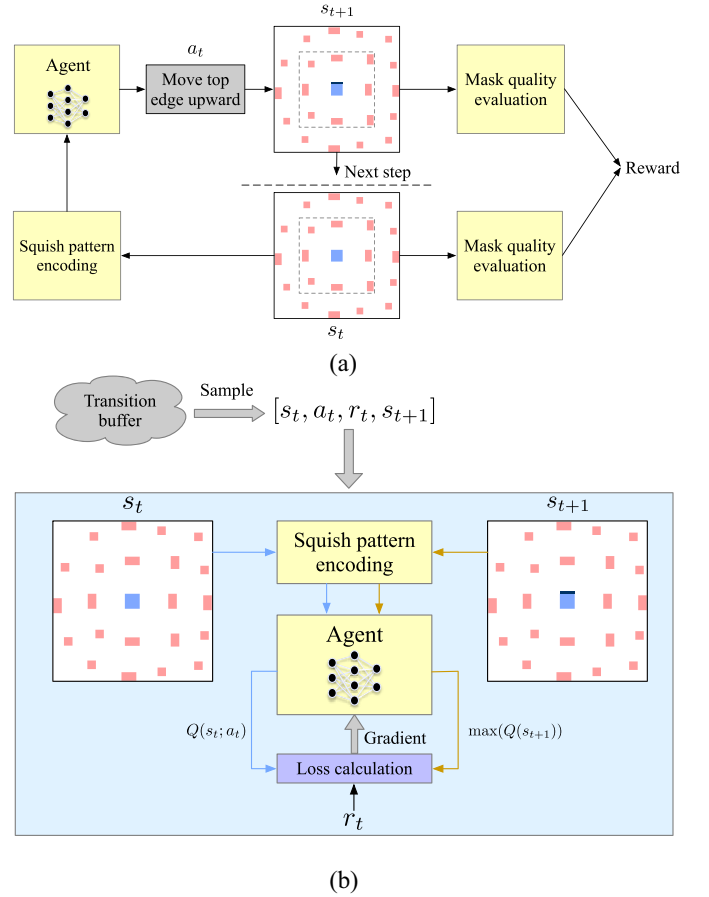 s_{t+1}
a_t
Agent
Move top
edge upward
Mask quality
evaluation
Next step
Reward
Squish pattern
encoding
Mask quality
evaluation
s_t
(a)
Transition
buffer
Sample
[s_t, a_t, r_t, s_{t+1}]
s_t
s_{t+1}
Squish pattern
encoding
Agent
Q(s_t; a_t)
Gradient
max(Q(s_{t+1}))
Loss calculation
r_t
(b)